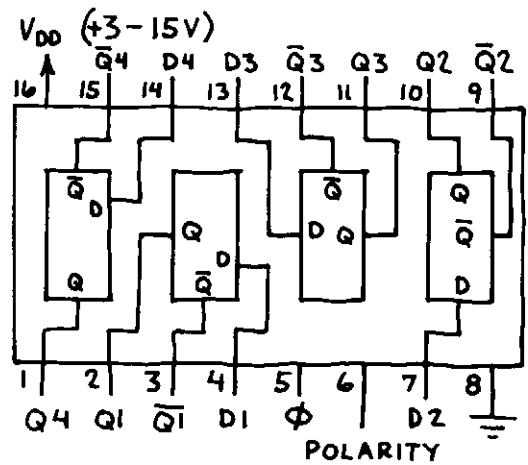 V_DD (+3-15V)
Q̅4 D4 D3 Q̅3 Q3 Q2 Q̅2
16 15 14 13 12 11 10 9
Q̅ Q̅ Q
D Q D Q Q̅
D
Q Q̅ D
1 2 3 4 5 6 7 8
Q4 Q1 Q̅1̅ D1 Φ D2
POLARITY